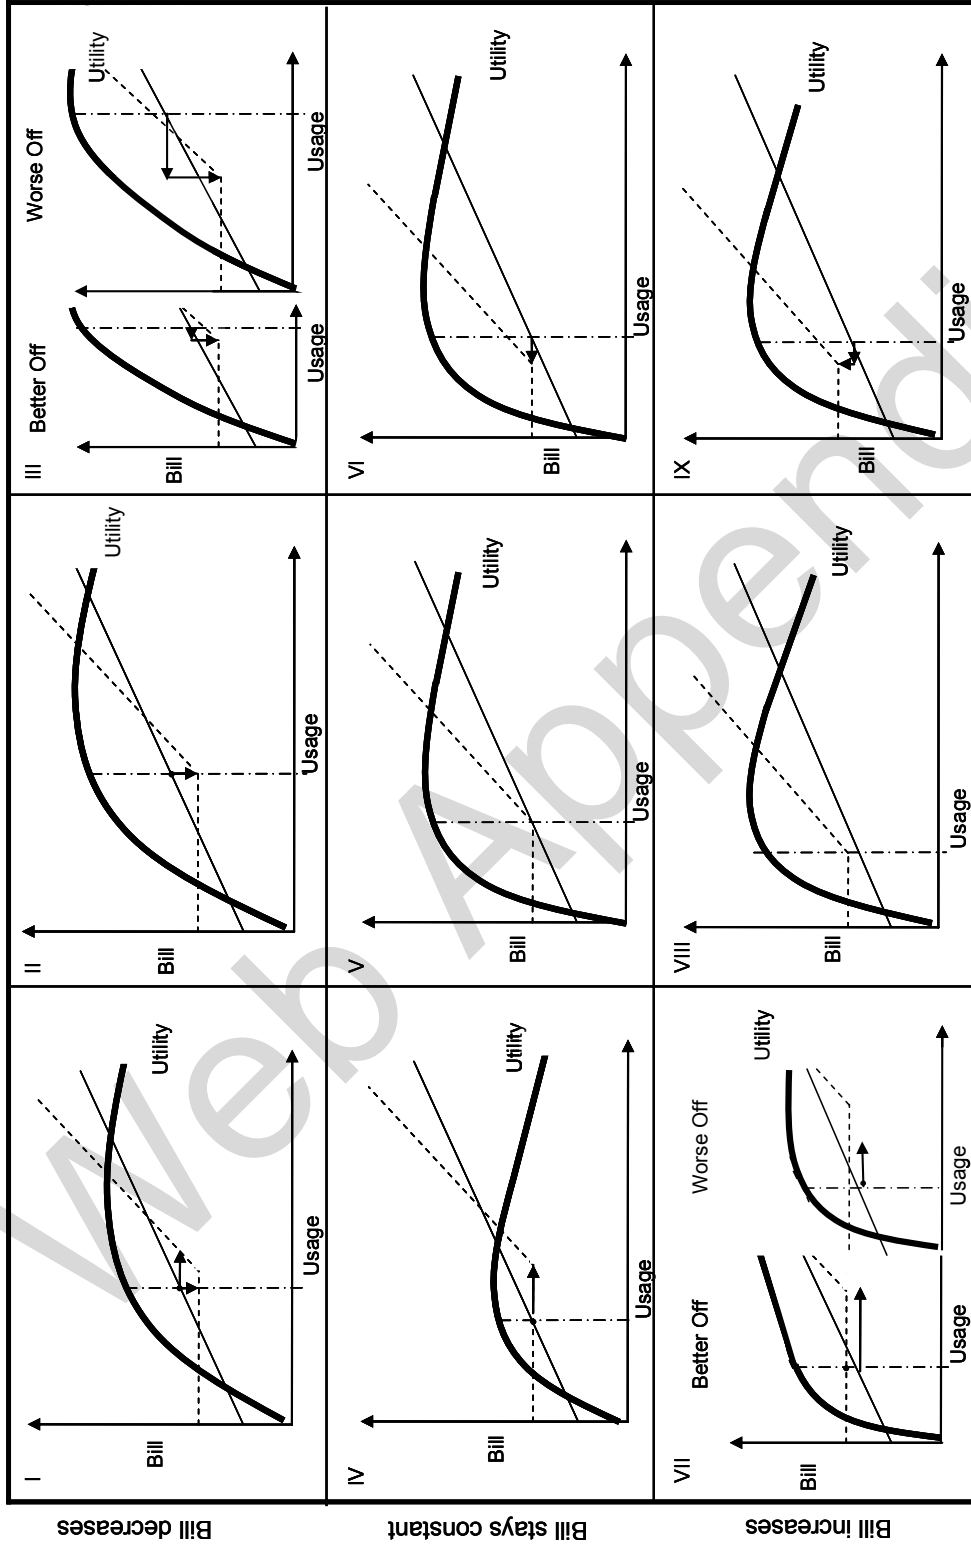 Bill decreases
I
Bill
Utility
Usage
II
Bill
Utility
Usage
III
Better Off
Worse Off
Bill
Utility
Usage
Usage
Bill stays constant
IV
Bill
Utility
Usage
V
Bill
Utility
Usage
VI
Bill
Utility
Usage
Bill increases
VII
Better Off
Worse Off
Bill
Utility
Usage
Usage
VIII
Bill
Utility
Usage
IX
Bill
Utility
Usage
Web Appendi